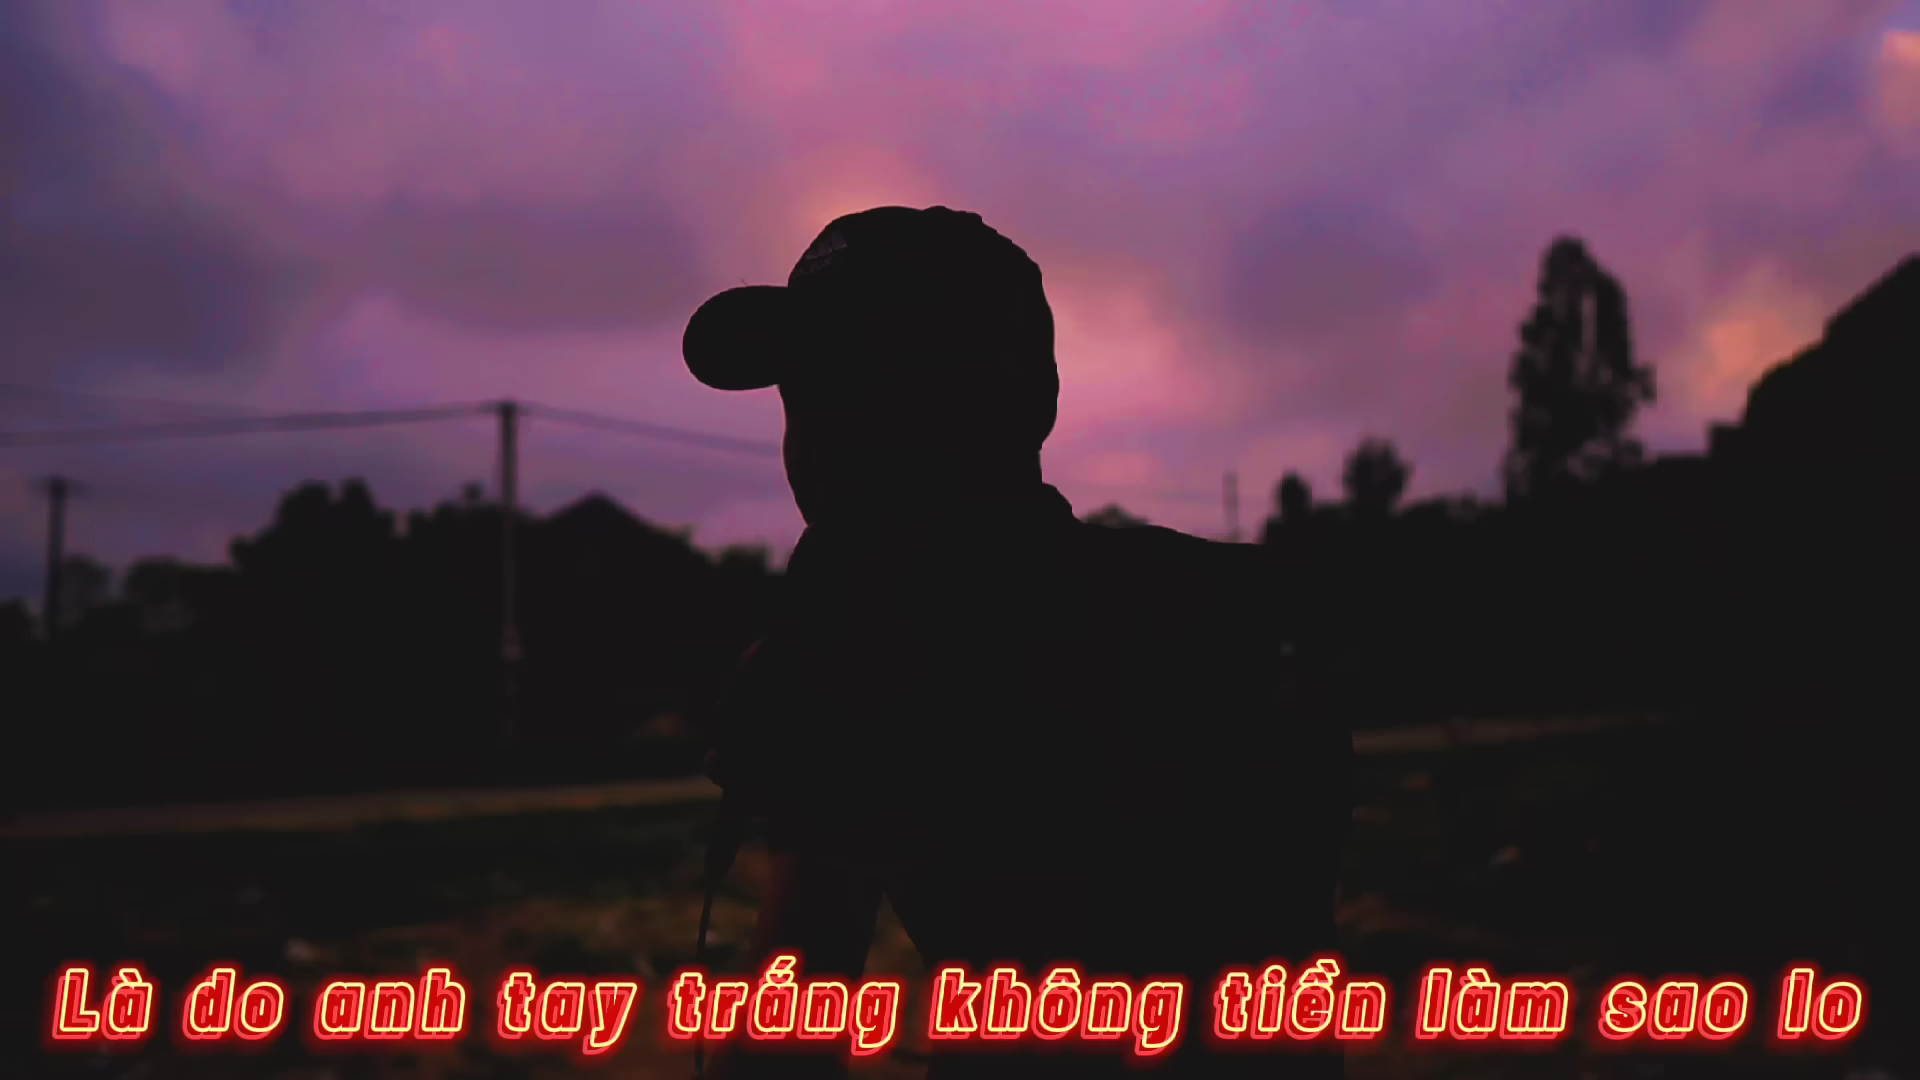 Là do anh tay trắng không tiền làm sao lo